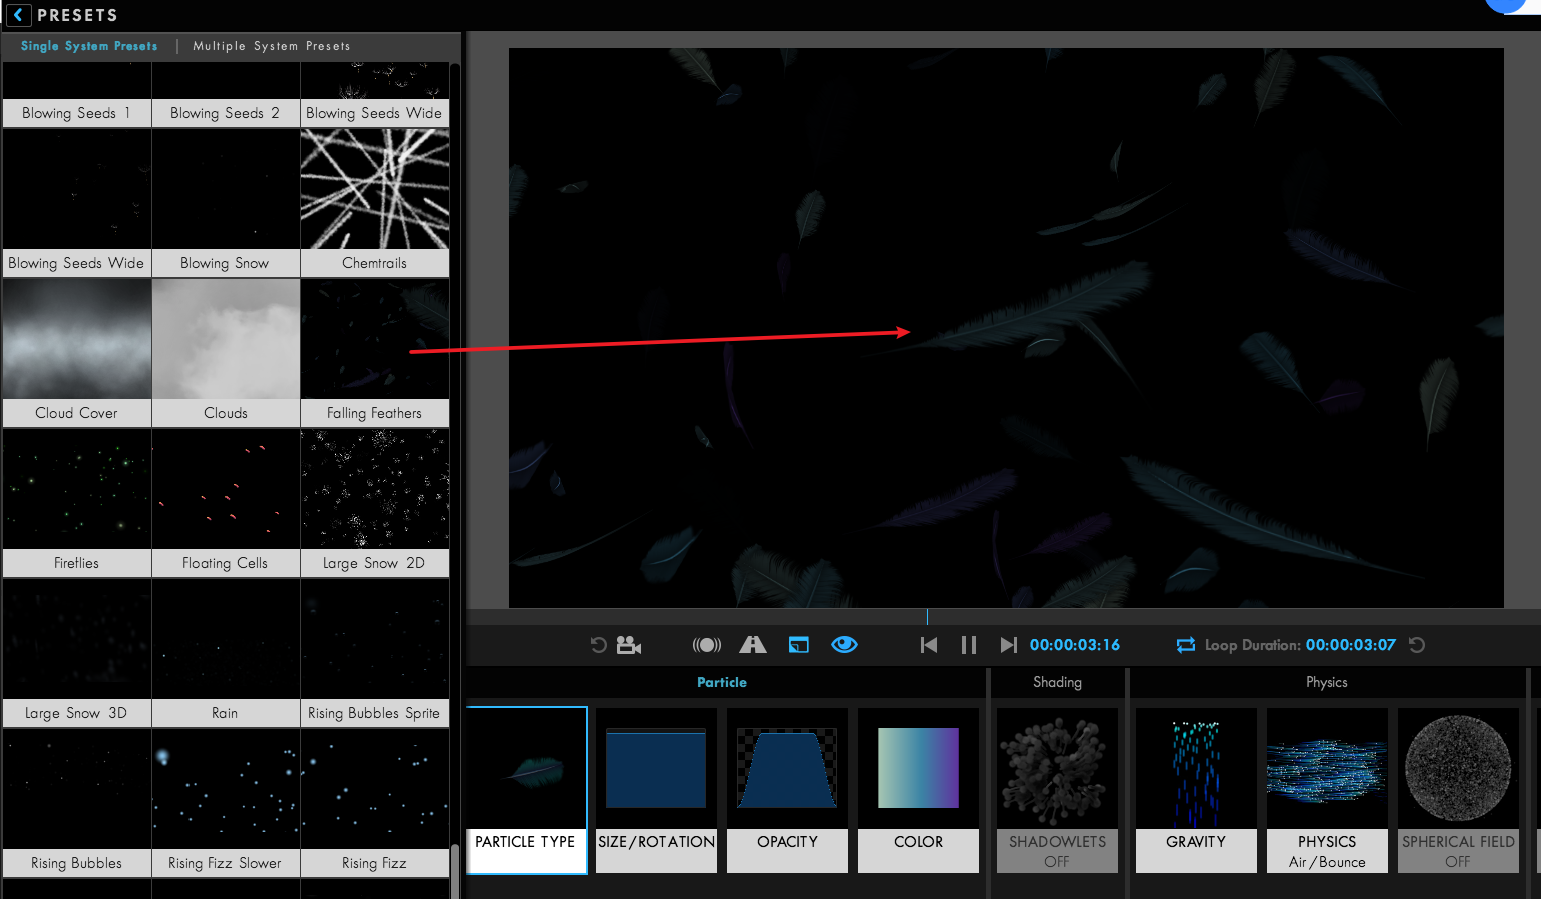 PRESETS
Single System Presets | Multiple System Presets
Blowing Seeds 1
Blowing Seeds 2
Blowing Seeds Wide
Blowing Seeds Wide
Blowing Snow
Chemtrails
Cloud Cover
Clouds
Falling Feathers
Fireflies
Floating Cells
Large Snow 2D
Large Snow 3D
Rain
Rising Bubbles Sprite
Rising Bubbles
Rising Fizz Slower
Rising Fizz
00:00:03:16
Loop Duration: 00:00:03:07
Particle
Shading
Physics
PARTICLE TYPE
SIZE/ROTATION
OPACITY
COLOR
SHADOWLETS
OFF
GRAVITY
PHYSICS
Air/Bounce
SPHERICAL FIELD
OFF